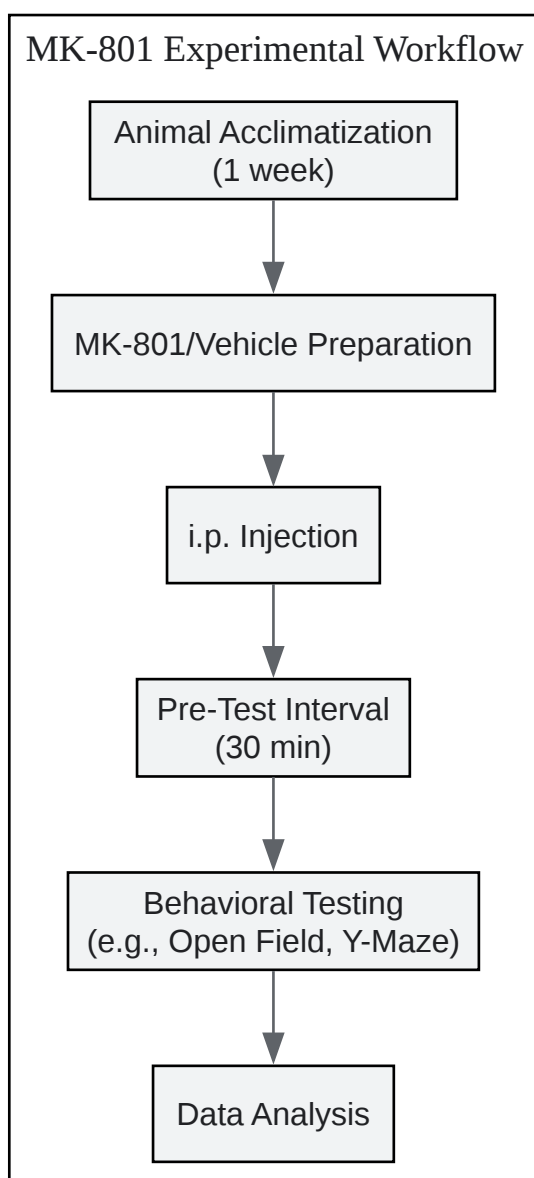 MK-801 Experimental Workflow
Animal Acclimatization
(1 week)
MK-801/Vehicle Preparation
i.p. Injection
Pre-Test Interval
(30 min)
Behavioral Testing
(e.g., Open Field, Y-Maze)
Data Analysis